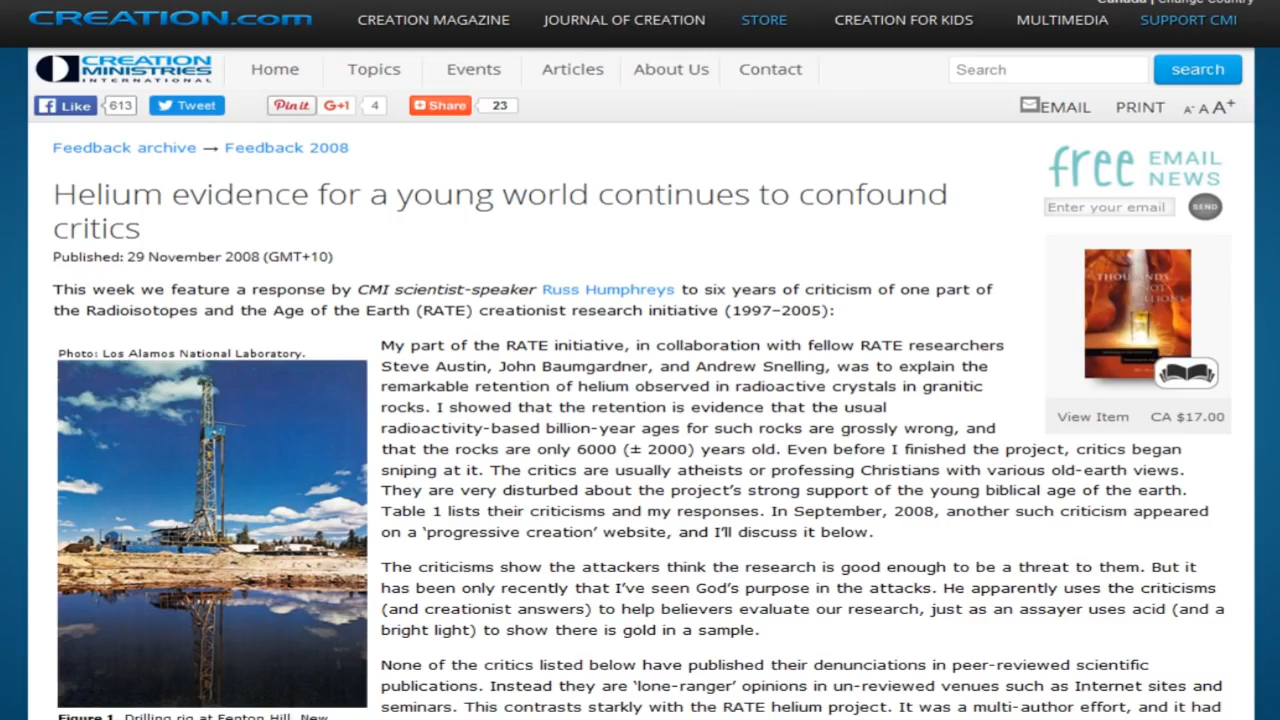 Canada | Change Country
CREATION.com
CREATION MAGAZINE
JOURNAL OF CREATION
STORE
CREATION FOR KIDS
MULTIMEDIA
SUPPORT CMI
CREATION
MINISTRIES
INTERNATIONAL
Home
Topics
Events
Articles
About Us
Contact
Search
search
Like
613
Tweet
Pin it
G+1
4
Share
23
EMAIL
PRINT
A- A A+
Feedback archive → Feedback 2008
free EMAIL
NEWS
Enter your email
SEND
Helium evidence for a young world continues to confound
critics
Published: 29 November 2008 (GMT+10)
This week we feature a response by CMI scientist-speaker Russ Humphreys to six years of criticism of one part of
the Radioisotopes and the Age of the Earth (RATE) creationist research initiative (1997–2005):
THOUSANDS
NOT
BILLIONS
View Item
CA $17.00
Photo: Los Alamos National Laboratory.
My part of the RATE initiative, in collaboration with fellow RATE researchers
Steve Austin, John Baumgardner, and Andrew Snelling, was to explain the
remarkable retention of helium observed in radioactive crystals in granitic
rocks. I showed that the retention is evidence that the usual
radioactivity-based billion-year ages for such rocks are grossly wrong, and
that the rocks are only 6000 (± 2000) years old. Even before I finished the project, critics began
sniping at it. The critics are usually atheists or professing Christians with various old-earth views.
They are very disturbed about the project's strong support of the young biblical age of the earth.
Table 1 lists their criticisms and my responses. In September, 2008, another such criticism appeared
on a ‘progressive creation’ website, and I’ll discuss it below.
The criticisms show the attackers think the research is good enough to be a threat to them. But it
has been only recently that I’ve seen God’s purpose in the attacks. He apparently uses the criticisms
(and creationist answers) to help believers evaluate our research, just as an assayer uses acid (and a
bright light) to show there is gold in a sample.
None of the critics listed below have published their denunciations in peer-reviewed scientific
publications. Instead they are ‘lone-ranger’ opinions in un-reviewed venues such as Internet sites and
seminars. This contrasts starkly with the RATE helium project. It was a multi-author effort, and it had
Figure 1. Drilling rig at Fenton Hill, New